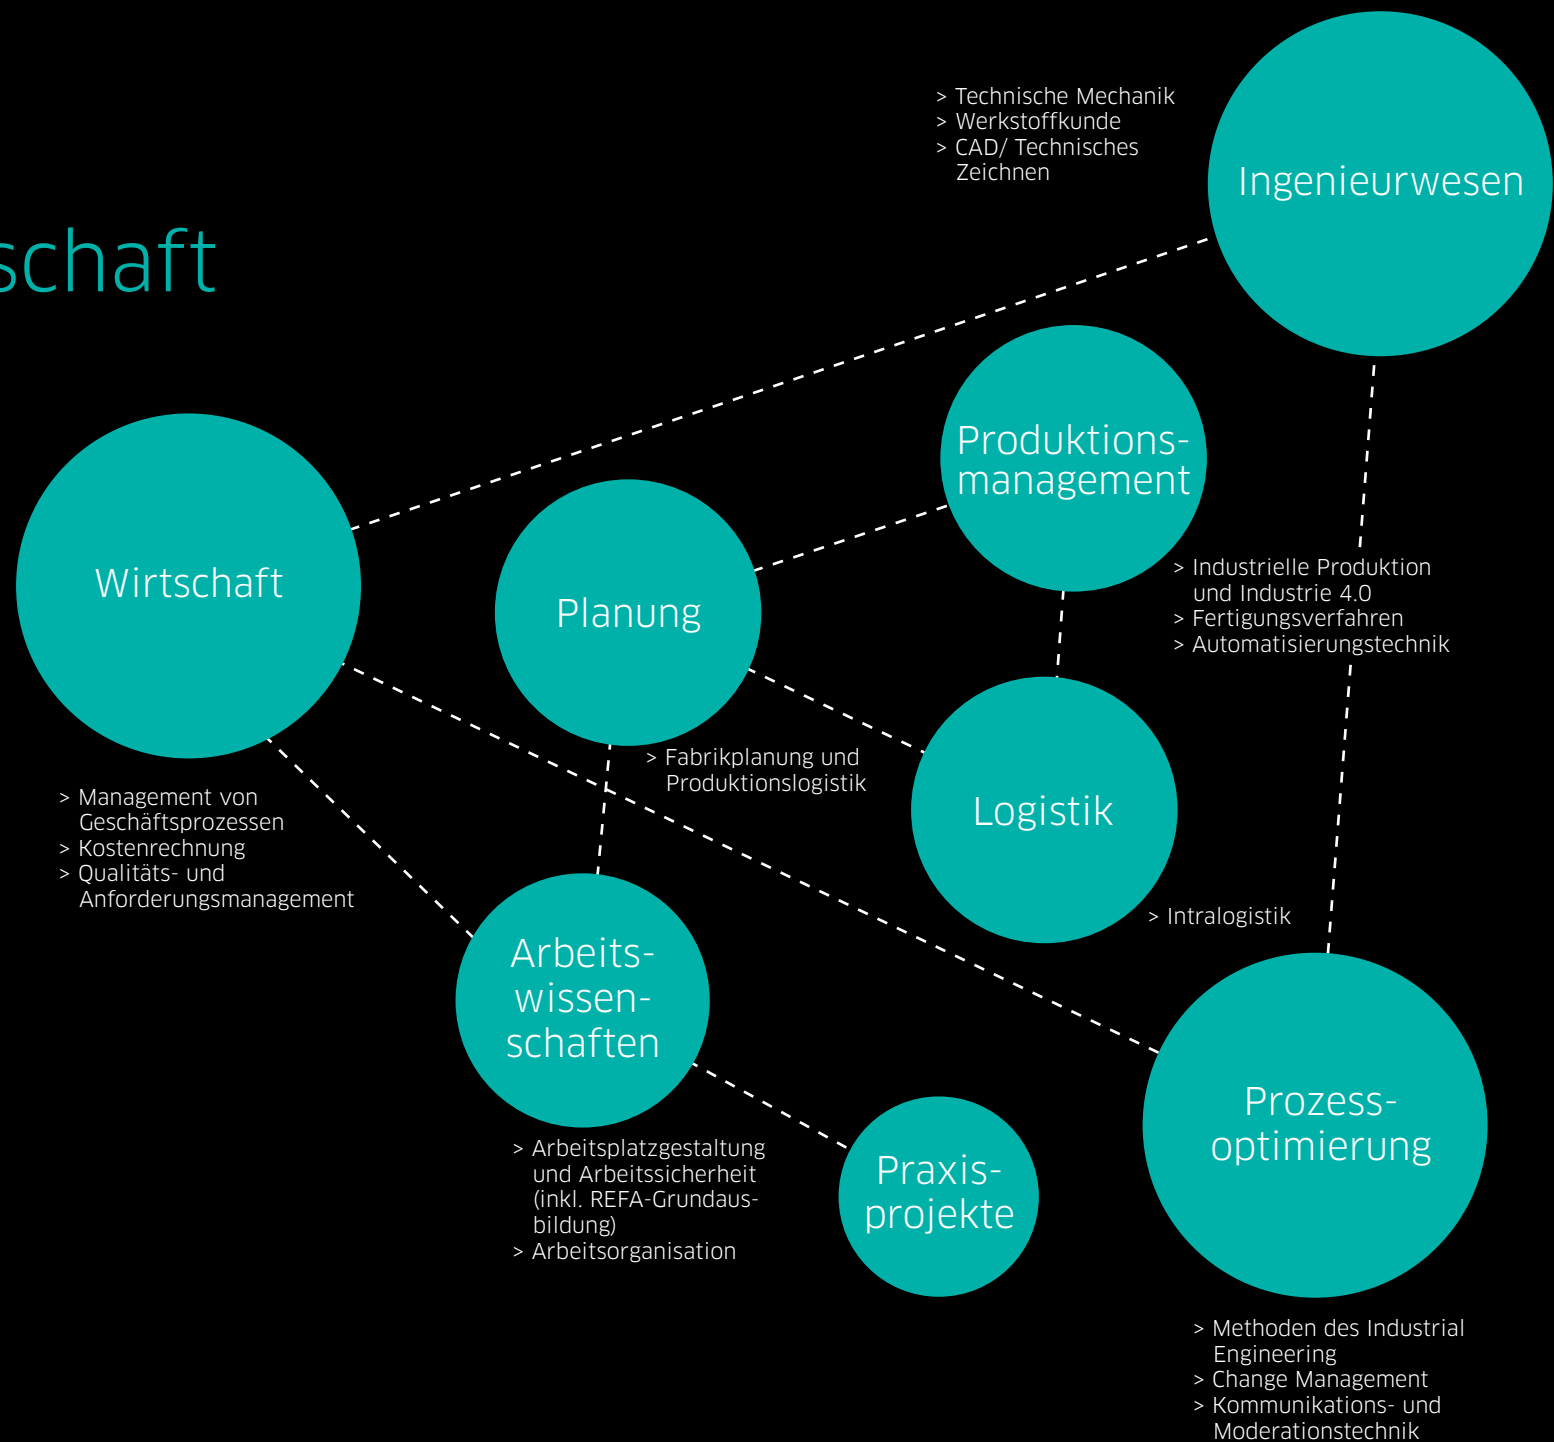 schaft
> Technische Mechanik
> Werkstoffkunde
> CAD/ Technisches
Zeichnen
Ingenieurwesen
Produktions-
management
> Industrielle Produktion
und Industrie 4.0
> Fertigungsverfahren
> Automatisierungstechnik
Wirtschaft
> Management von
Geschäftsprozessen
> Kostenrechnung
> Qualitäts- und
Anforderungsmanagement
Planung
> Fabrikplanung und
Produktionslogistik
Logistik
> Intralogistik
Arbeits-
wissen-
schaften
> Arbeitsplatzgestaltung
und Arbeitssicherheit
(inkl. REFA-Grundaus-
bildung)
> Arbeitsorganisation
Praxis-
projekte
Prozess-
optimierung
> Methoden des Industrial
Engineering
> Change Management
> Kommunikations- und
Moderationstechnik